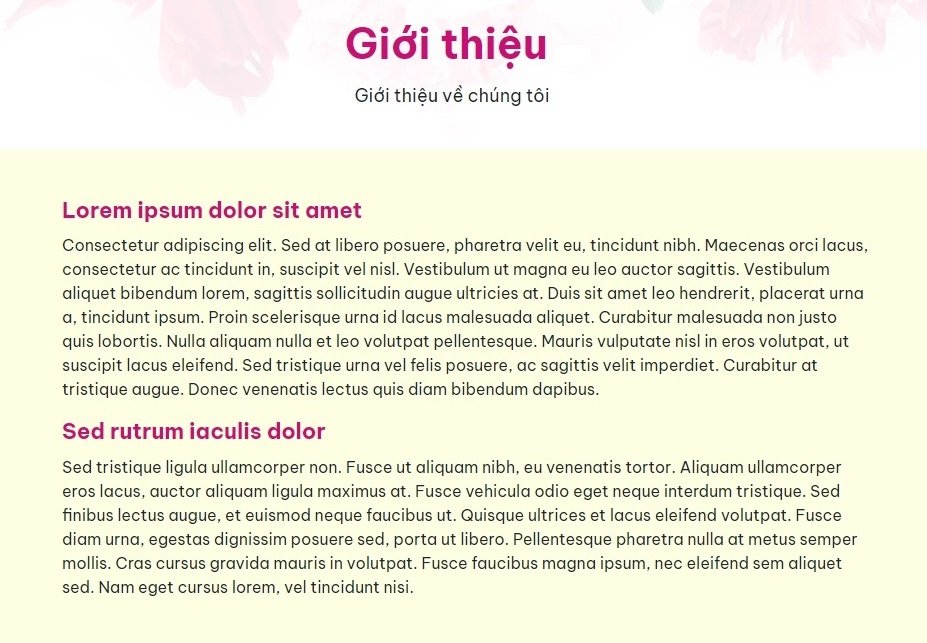 Giới thiệu
Giới thiệu về chúng tôi
Lorem ipsum dolor sit amet
Consectetur adipiscing elit. Sed at libero posuere, pharetra velit eu, tincidunt nibh. Maecenas orci lacus,
consectetur ac tincidunt in, suscipit vel nisl. Vestibulum ut magna eu leo auctor sagittis. Vestibulum
aliquet bibendum lorem, sagittis sollicitudin augue ultricies at. Duis sit amet leo hendrerit, placerat urna
a, tincidunt ipsum. Proin scelerisque urna id lacus malesuada aliquet. Curabitur malesuada non justo
quis lobortis. Nulla aliquam nulla et leo volutpat pellentesque. Mauris vulputate nisl in eros volutpat, ut
suscipit lacus eleifend. Sed tristique urna vel felis posuere, ac sagittis velit imperdiet. Curabitur at
tristique augue. Donec venenatis lectus quis diam bibendum dapibus.
Sed rutrum iaculis dolor
Sed tristique ligula ullamcorper non. Fusce ut aliquam nibh, eu venenatis tortor. Aliquam ullamcorper
eros lacus, auctor aliquam ligula maximus at. Fusce vehicula odio eget neque interdum tristique. Sed
finibus lectus augue, et euismod neque faucibus ut. Quisque ultrices et lacus eleifend volutpat. Fusce
diam urna, egestas dignissim posuere sed, porta ut libero. Pellentesque pharetra nulla at metus semper
mollis. Cras cursus gravida mauris in volutpat. Fusce faucibus magna ipsum, nec eleifend sem aliquet
sed. Nam eget cursus lorem, vel tincidunt nisi.